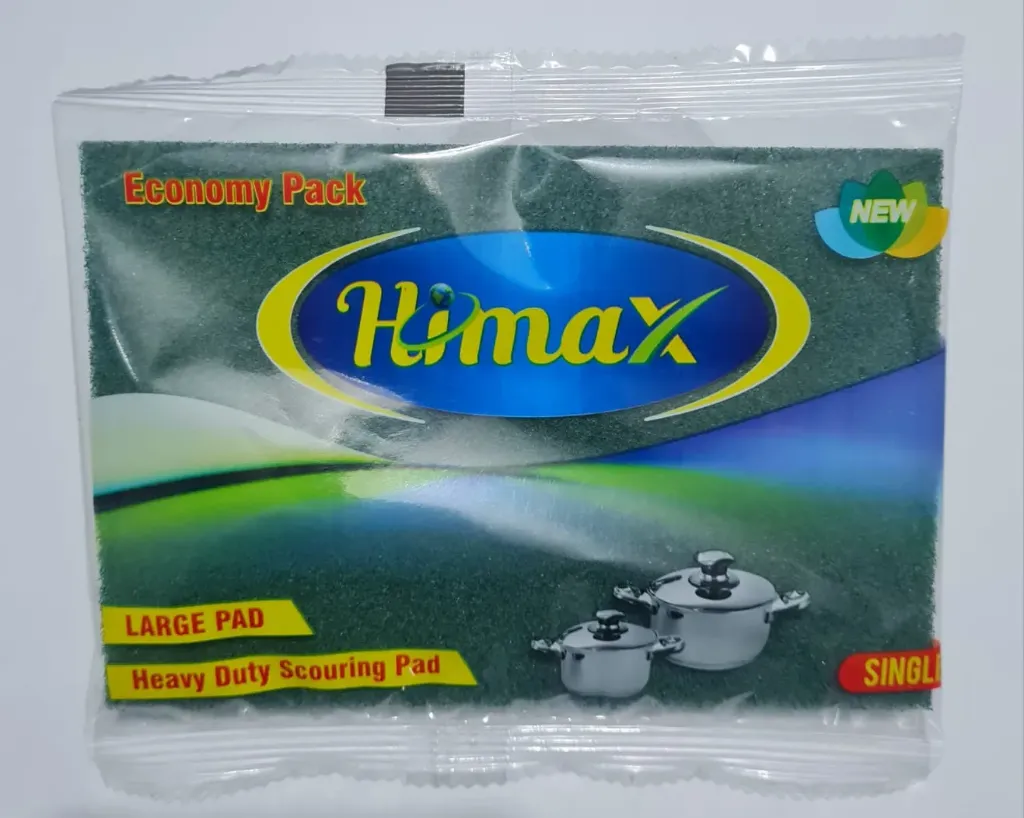 Economy Pack
NEW
Himax
LARGE PAD
Heavy Duty Scouring Pad
SINGL